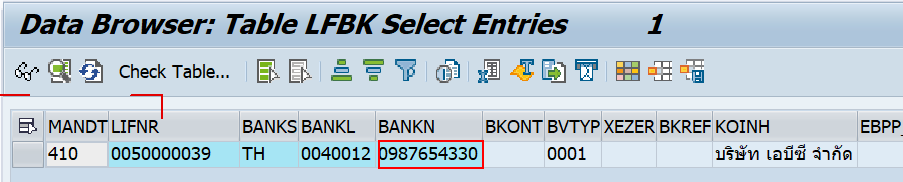 Data Browser: Table LFBK Select Entries 1
Check Table...
MANDT LIFNR BANKS BANKL BANKN BKONT BVTYP XEZER BKREF KOINH EBPP_
410 0050000039 TH 0040012 0987654330 0001 บริษัท เอบีซี จำกัด